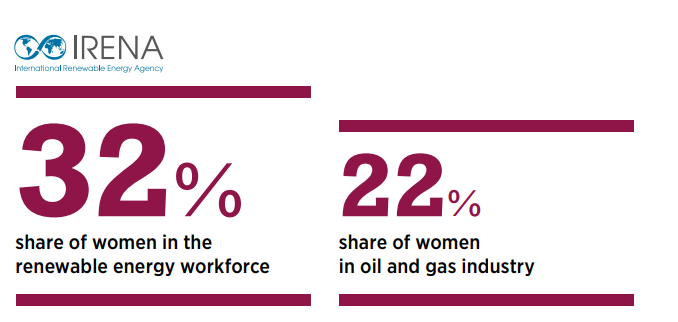 IRENA
International Renewable Energy Agency
32%
share of women in the
renewable energy workforce
22%
share of women
in oil and gas industry